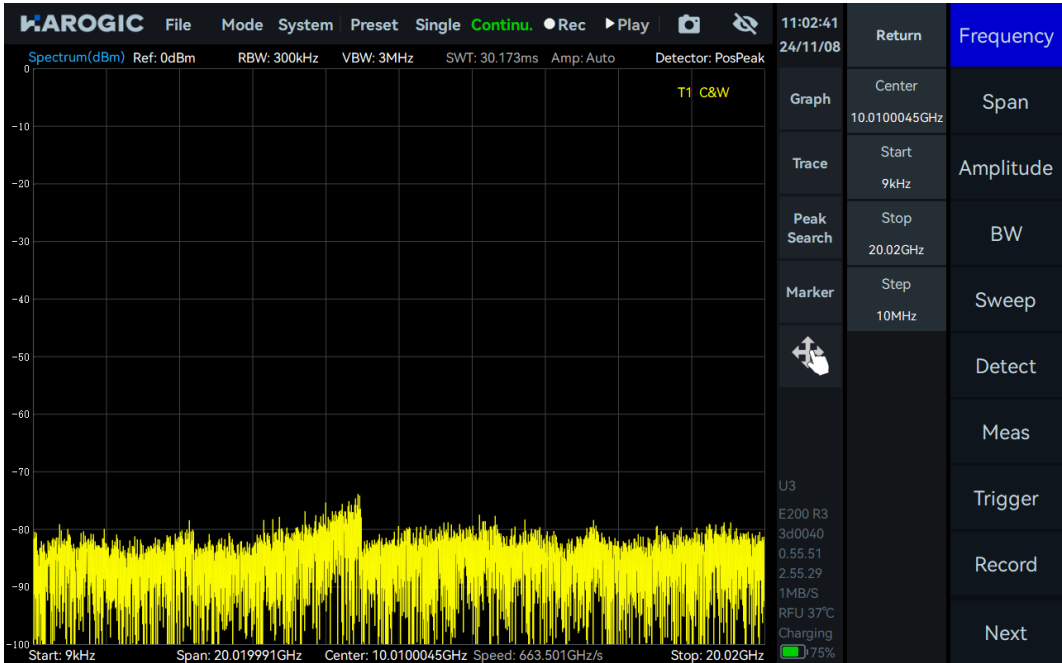 HAROGIC File Mode System Preset Single Continu. Rec Play
Spectrum(dBm) Ref: 0dBm RBW: 300kHz VBW: 3MHz SWT: 30.173ms Amp: Auto Detector: PosPeak
T1 C&W
0
-10
-20
-30
-40
-50
-60
-70
-80
-90
-100
Start: 9kHz Span: 20.019991GHz Center: 10.0100045GHz Speed: 663.501GHz/s Stop: 20.02GHz
11:02:41
24/11/08
Graph
Trace
Peak
Search
Marker
U3
E200 R3
3d0040
0.55.51
2.55.29
1MB/S
RFU 37℃
Charging
75%
Return
Center
10.0100045GHz
Start
9kHz
Stop
20.02GHz
Step
10MHz
Frequency
Span
Amplitude
BW
Sweep
Detect
Meas
Trigger
Record
Next